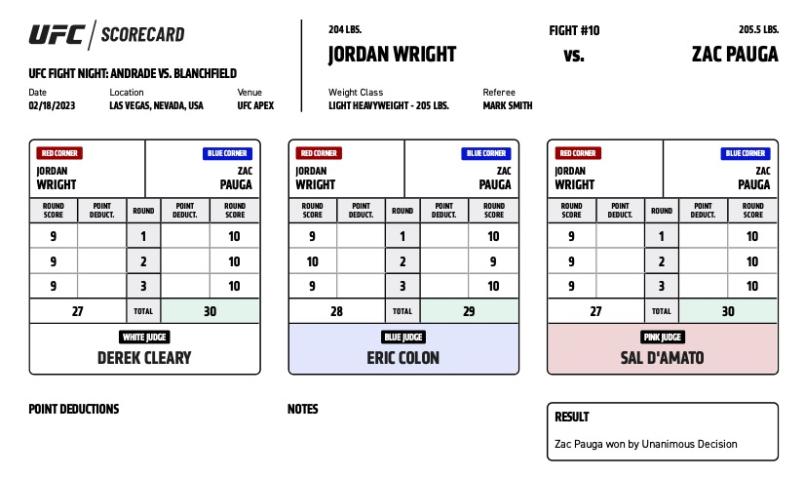 UFC / SCORECARD
UFC FIGHT NIGHT: ANDRADE VS. BLANCHFIELD
Date Location Venue
02/18/2023 LAS VEGAS, NEVADA, USA UFC APEX
204 LBS. FIGHT #10 205.5 LBS.
JORDAN WRIGHT VS. ZAC PAUGA
Weight Class Referee
LIGHT HEAVYWEIGHT - 205 LBS. MARK SMITH
RED CORNER BLUE CORNER
JORDAN ZAC
WRIGHT PAUGA
ROUND SCORE POINT DEDUCT. ROUND POINT DEDUCT. ROUND SCORE
9 1 10
9 2 10
9 3 10
27 TOTAL 30
WHITE JUDGE
DEREK CLEARY
RED CORNER BLUE CORNER
JORDAN ZAC
WRIGHT PAUGA
ROUND SCORE POINT DEDUCT. ROUND POINT DEDUCT. ROUND SCORE
9 1 10
10 2 9
9 3 10
28 TOTAL 29
BLUE JUDGE
ERIC COLON
RED CORNER BLUE CORNER
JORDAN ZAC
WRIGHT PAUGA
ROUND SCORE POINT DEDUCT. ROUND POINT DEDUCT. ROUND SCORE
9 1 10
9 2 10
9 3 10
27 TOTAL 30
PINK JUDGE
SAL D'AMATO
POINT DEDUCTIONS
NOTES
RESULT
Zac Pauga won by Unanimous Decision